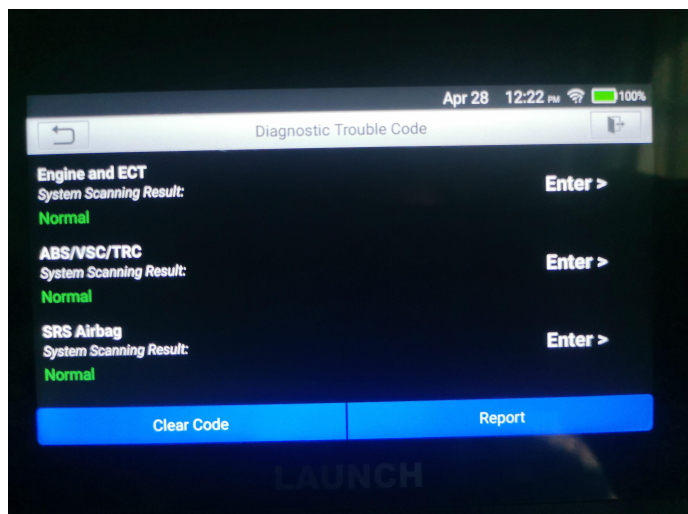 Apr 28 12:22 PM 100%
Diagnostic Trouble Code
Engine and ECT
System Scanning Result:
Enter >
Normal
ABS/VSC/TRC
System Scanning Result:
Enter >
Normal
SRS Airbag
System Scanning Result:
Enter >
Normal
Clear Code
Report
LAUNCH